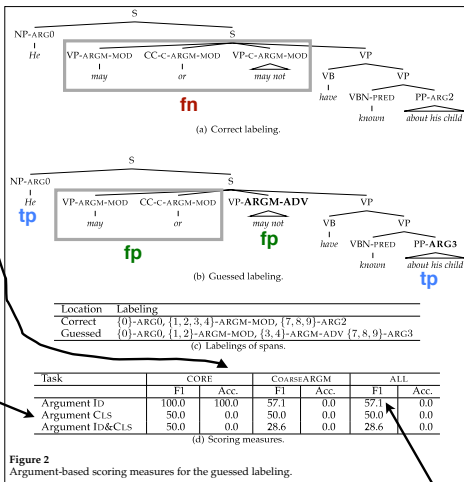 S
NP-ARG0 S
He VP-ARGM-MOD CC-C-ARGM-MOD VP-C-ARGM-MOD VP
may or may not VB VP
have VBN-PRED PP-ARG2
known about his child
fn
(a) Correct labeling.
S
NP-ARG0 S
He VP-ARGM-MOD CC-C-ARGM-MOD VP-ARGM-ADV VP
tp may or may not VB VP
have VBN-PRED PP-ARG3
fp fp known about his child
tp
(b) Guessed labeling.
Location Labeling
Correct {0}-ARG0, {1, 2, 3, 4}-ARGM-MOD, {7, 8, 9}-ARG2
Guessed {0}-ARG0, {1, 2}-ARGM-MOD, {3, 4}-ARGM-ADV {7, 8, 9}-ARG3
(c) Labelings of spans.
Task CORE COARSEARGM ALL
F1 Acc. F1 Acc. F1 Acc.
Argument ID 100.0 100.0 57.1 0.0 57.1 0.0
Argument CLS 50.0 0.0 50.0 0.0 50.0 0.0
Argument ID&CLS 50.0 0.0 28.6 0.0 28.6 0.0
(d) Scoring measures.
Figure 2
Argument-based scoring measures for the guessed labeling.